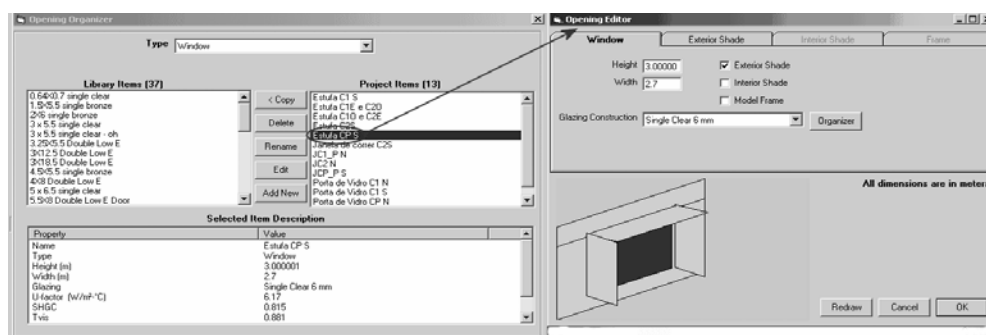 Opening Organizer
Type Window
Library Items (37)
0.64X0.7 single clear
1.5X5.5 single bronze
2X6 single bronze
3 x 5.5 single clear
3 x 5.5 single clear - oh
3.25X5.5 Double Low E
3X12.5 Double Low E
3X18.5 Double Low E
4.5X5.5 single bronze
4X8 Double Low E
5 x 6.5 single clear
5.5X8 Double Low E Door
< Copy
Delete
Rename
Edit
Add New
Project Items (13)
Estufa C1 S
Estufa C1E e C2O
Estufa C1O e C2E
Estufa C2S
Estufa CP S
Janela de correr C2S
JC1_P N
JC2 N
JCP_P S
Porta de Vidro C1 N
Porta de Vidro C1 S
Porta de Vidro CP N
Selected Item Description
Property Value
Name Estufa CP S
Type Window
Height (m) 3.000001
Width (m) 2.7
Glazing Single Clear 6 mm
U-factor (W/m²·°C) 6.17
SHGC 0.815
Tvis 0.881
Opening Editor
Window Exterior Shade Interior Shade Frame
Height 3.00000 Exterior Shade
Width 2.7 Interior Shade
Model Frame
Glazing Construction Single Clear 6 mm Organizer
All dimensions are in meter
Redraw Cancel OK